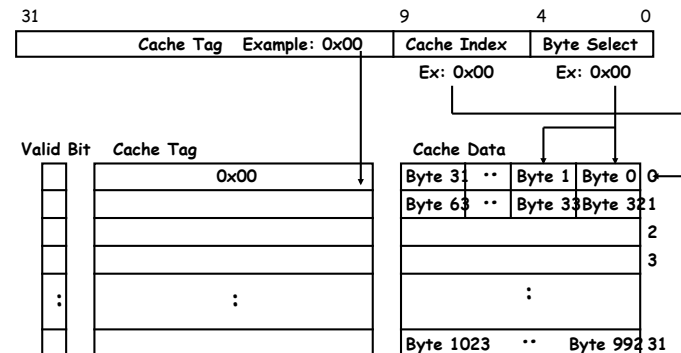 31 9 4 0
Cache Tag Example: 0x00 Cache Index Byte Select
Ex: 0x00 Ex: 0x00
Valid Bit Cache Tag Cache Data
0x00 Byte 31 ·· Byte 1 Byte 0 0
Byte 63 ·· Byte 33 Byte 32 1
2
3
: : :
Byte 1023 ·· Byte 992 31